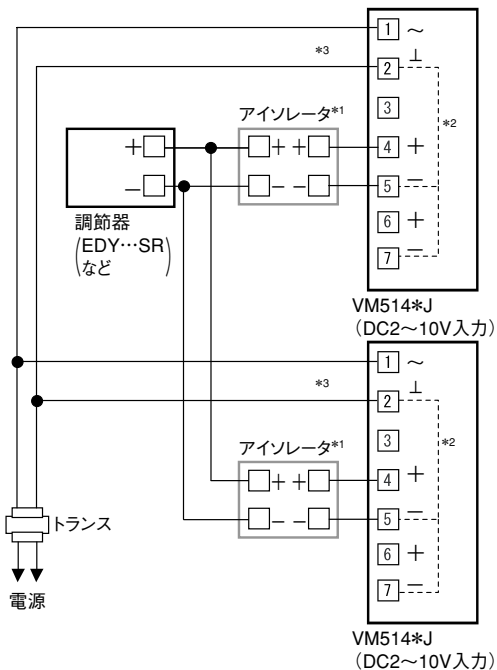 1 ～
*3
2 ⊥
3
*2
アイソレータ*1
+ + + 4 +
− − − 5 −
調節器
(EDY…SR)
など
6 +
7 −
VM514*J
（DC2～10V入力）
1 ～
*3
2 ⊥
3
*2
アイソレータ*1
+ + 4 +
− − 5 −
6 +
7 −
トランス
電源
VM514*J
（DC2～10V入力）